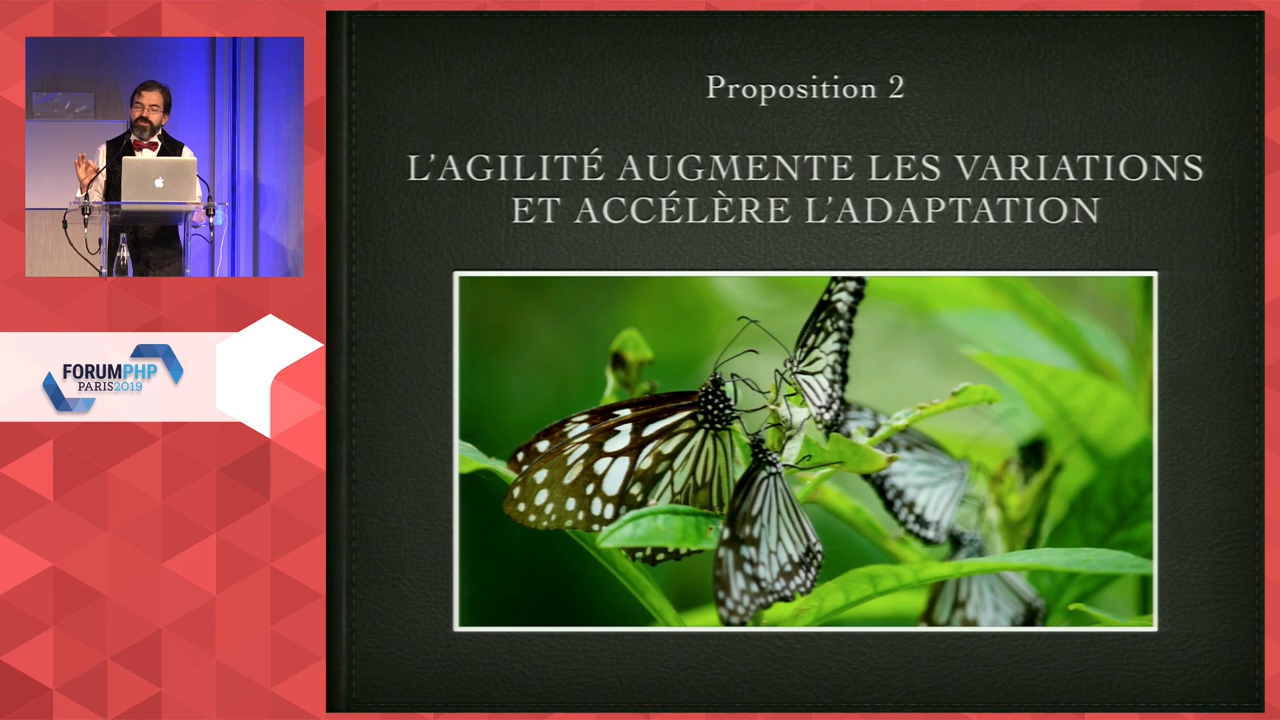 Proposition 2
L’AGILITÉ AUGMENTE LES VARIATIONS
ET ACCÉLÈRE L’ADAPTATION
FORUMPHP
PARIS2019